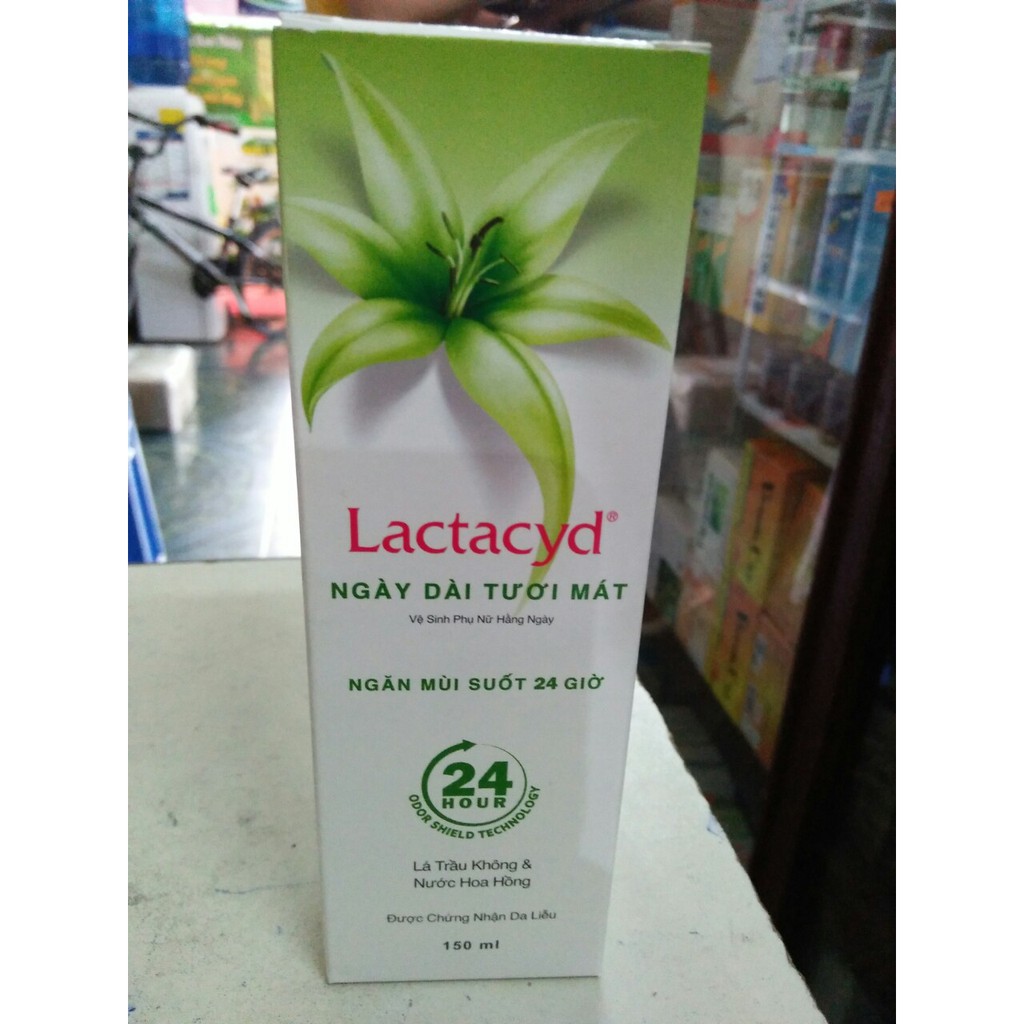 Lactacyd®
NGÀY DÀI TƯƠI MÁT
Vệ Sinh Phụ Nữ Hằng Ngày
NGĂN MÙI SUỐT 24 GIỜ
24
HOUR
ODOR SHIELD TECHNOLOGY
Lá Trầu Không &
Nước Hoa Hồng
Được Chứng Nhận Da Liễu
150 ml